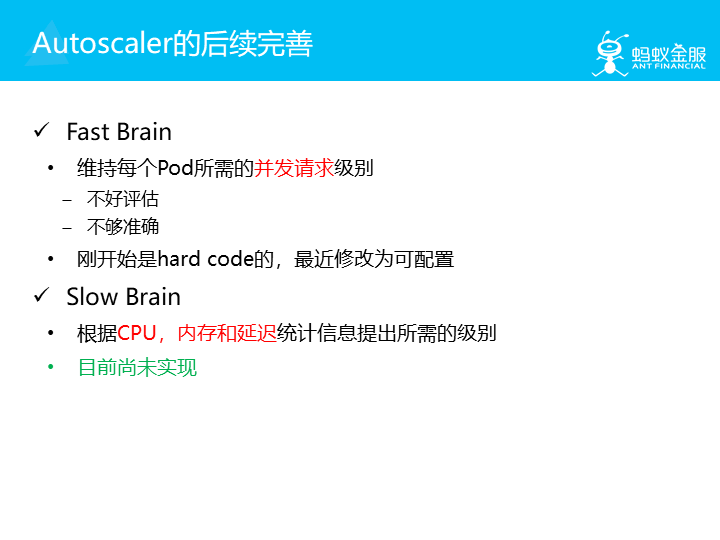 Autoscaler的后续完善
蚂蚁金服
ANT FINANCIAL
✓ Fast Brain
• 维持每个Pod所需的并发请求级别
– 不好评估
– 不够准确
• 刚开始是hard code的，最近修改为可配置
✓ Slow Brain
• 根据CPU，内存和延迟统计信息提出所需的级别
• 目前尚未实现